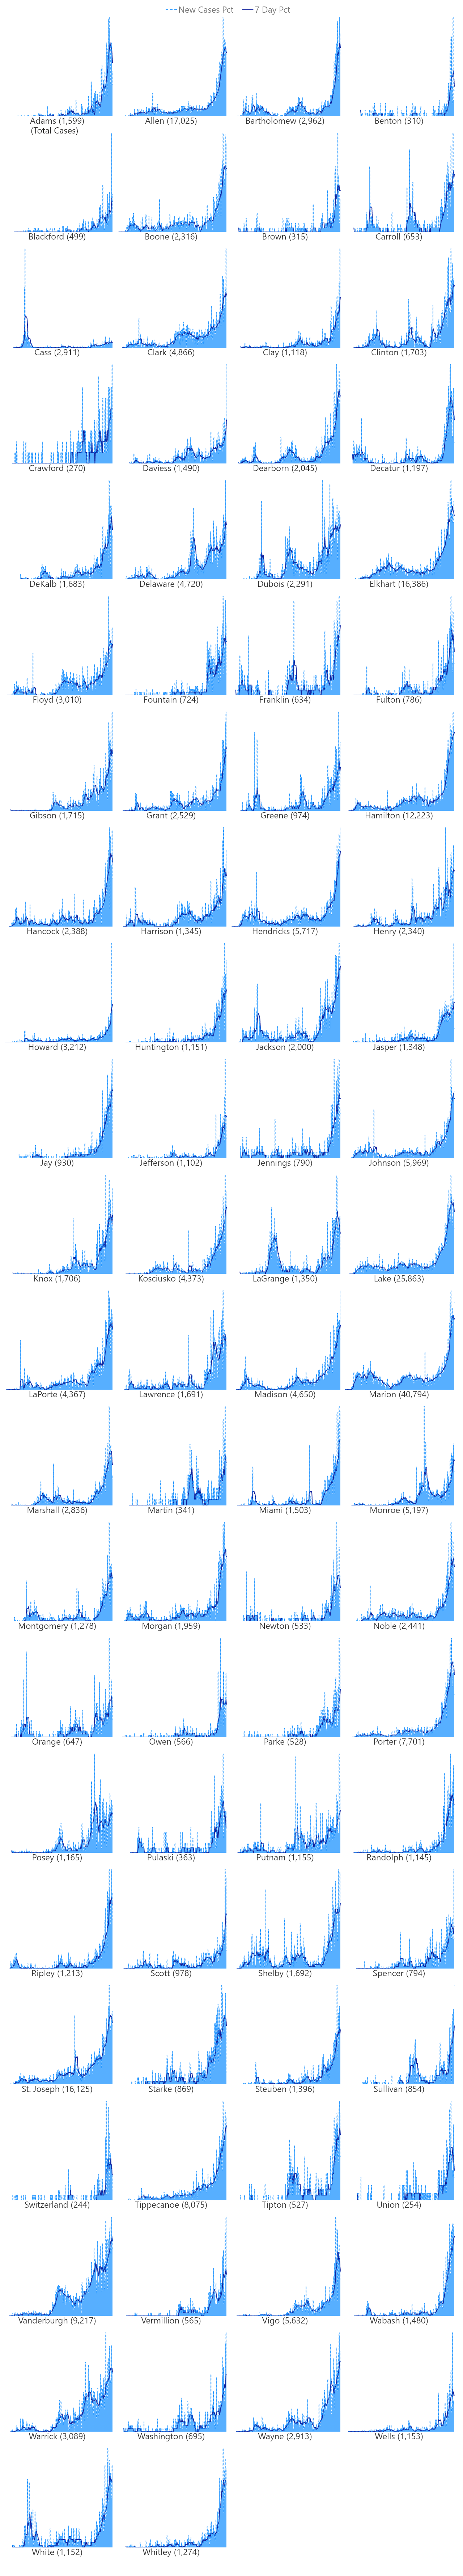 New Cases Pct 7 Day Pct
Adams (1,599) Allen (17,025) Bartholomew (2,962) Benton (310)
(Total Cases)
Blackford (499) Boone (2,316) Brown (315) Carroll (653)
Cass (2,911) Clark (4,866) Clay (1,118) Clinton (1,703)
Crawford (270) Daviess (1,490) Dearborn (2,045) Decatur (1,197)
DeKalb (1,683) Delaware (4,720) Dubois (2,291) Elkhart (16,386)
Floyd (3,010) Fountain (724) Franklin (634) Fulton (786)
Gibson (1,715) Grant (2,529) Greene (974) Hamilton (12,223)
Hancock (2,388) Harrison (1,345) Hendricks (5,717) Henry (2,340)
Howard (3,212) Huntington (1,151) Jackson (2,000) Jasper (1,348)
Jay (930) Jefferson (1,102) Jennings (790) Johnson (5,969)
Knox (1,706) Kosciusko (4,373) LaGrange (1,350) Lake (25,863)
LaPorte (4,367) Lawrence (1,691) Madison (4,650) Marion (40,794)
Marshall (2,836) Martin (341) Miami (1,503) Monroe (5,197)
Montgomery (1,278) Morgan (1,959) Newton (533) Noble (2,441)
Orange (647) Owen (566) Parke (528) Porter (7,701)
Posey (1,165) Pulaski (363) Putnam (1,155) Randolph (1,145)
Ripley (1,213) Scott (978) Shelby (1,692) Spencer (794)
St. Joseph (16,125) Starke (869) Steuben (1,396) Sullivan (854)
Switzerland (244) Tippecanoe (8,075) Tipton (527) Union (254)
Vanderburgh (9,217) Vermillion (565) Vigo (5,632) Wabash (1,480)
Warrick (3,089) Washington (695) Wayne (2,913) Wells (1,153)
White (1,152) Whitley (1,274)